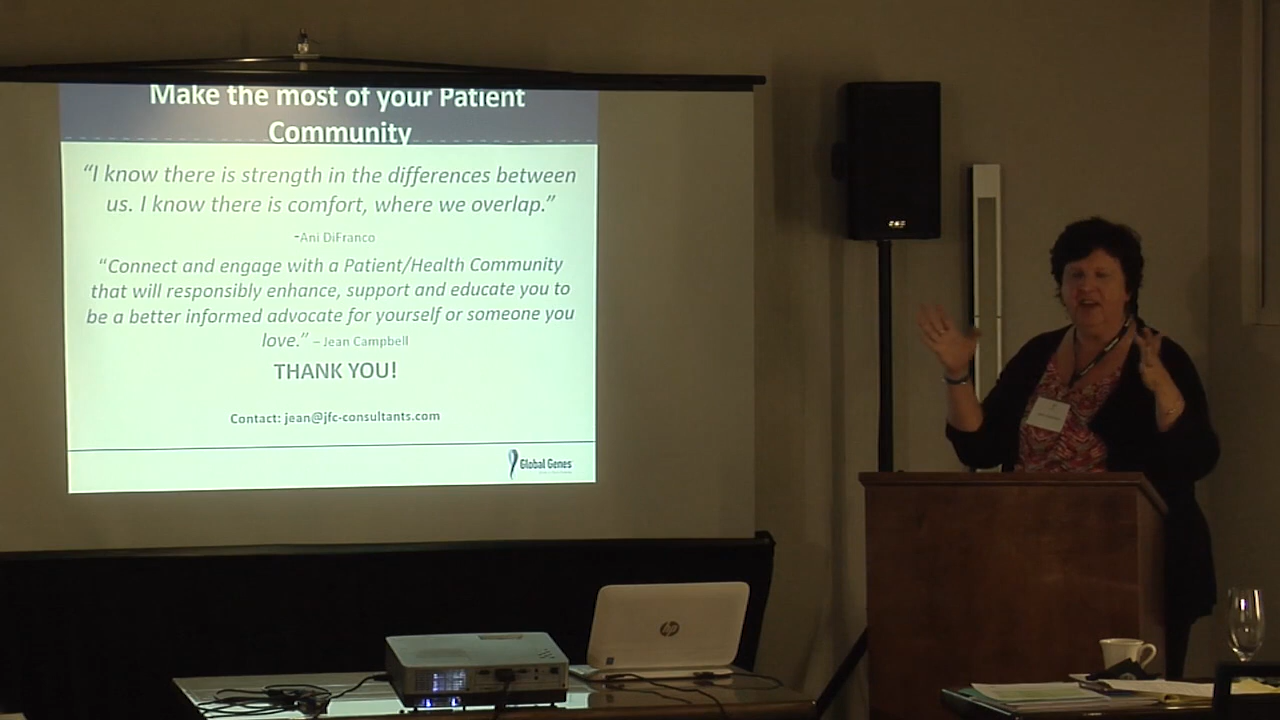 Make the most of your Patient
Community
“I know there is strength in the differences between
us. I know there is comfort, where we overlap.”
-Ani DiFranco
“Connect and engage with a Patient/Health Community
that will responsibly enhance, support and educate you to
be a better informed advocate for yourself or someone you
love.” – Jean Campbell
THANK YOU!
Contact: jean@jfc-consultants.com
Global Genes
hp